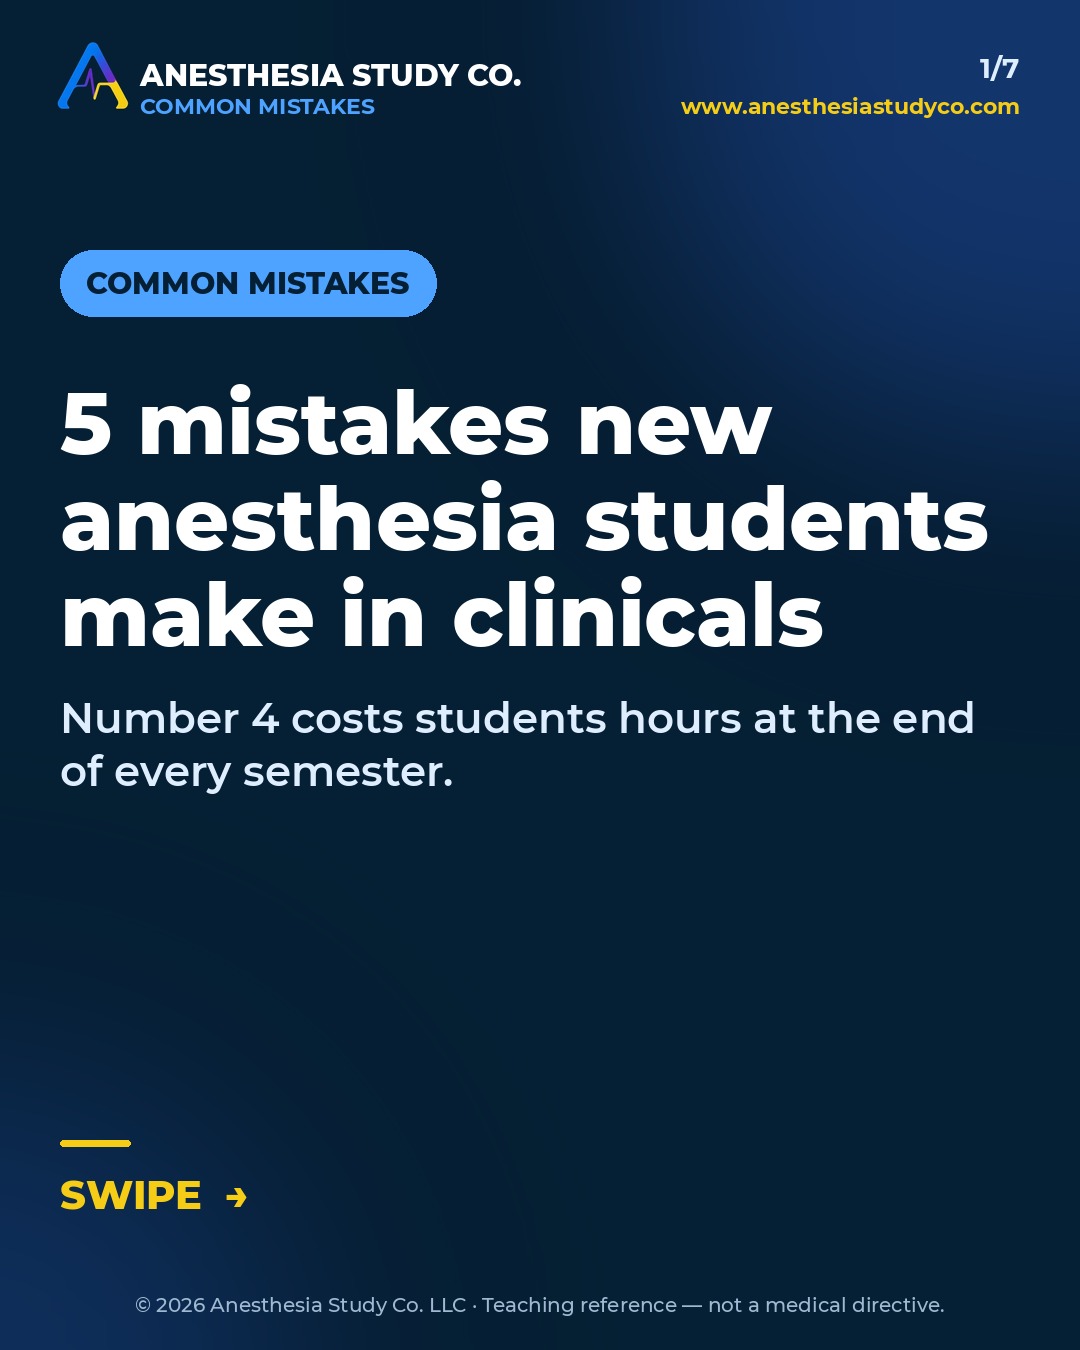 ANESTHESIA STUDY CO.
COMMON MISTAKES
1/7
www.anesthesiastudyco.com
COMMON MISTAKES
5 mistakes new
anesthesia students
make in clinicals
Number 4 costs students hours at the end
of every semester.
SWIPE →
© 2026 Anesthesia Study Co. LLC · Teaching reference — not a medical directive.